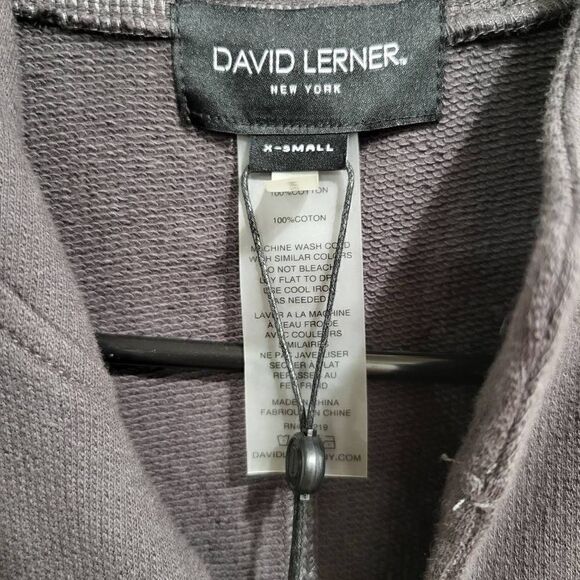 DAVID LERNER®
NEW YORK
X-SMALL
100%COTTON
100%COTON
MACHINE WASH COLD
WITH SIMILAR COLORS
DO NOT BLEACH
LAY FLAT TO DRY
USE COOL IRON
AS NEEDED
LAVER A LA MACHINE
A LEAU FROIDE
AVEC COULEURS
SIMILAIRES
NE PAS JAVELLISER
SECHER A PLAT
REPASSER AU
FER FROID
MADE IN CHINA
FABRIQUE EN CHINE